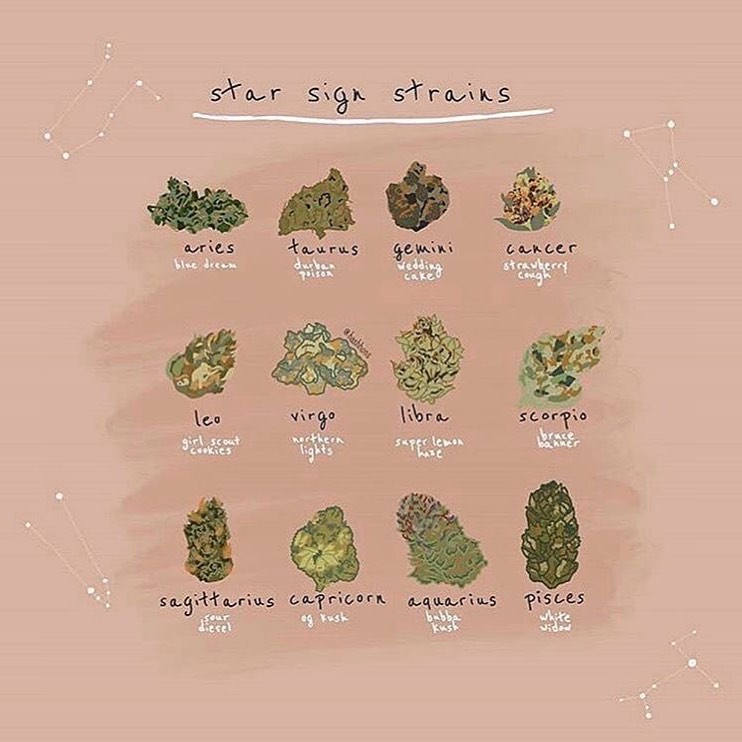 star sign strains
aries taurus gemini cancer
blue dream
durban
poison
wedding
cake
strawberry
cough
leo virgo libra scorpio
girl scout
cookies
northern
lights
super lemon
haze
bruce
banner
sagittarius capricorn aquarius pisces
sour
diesel
og kush
bubba
kush
white
widow